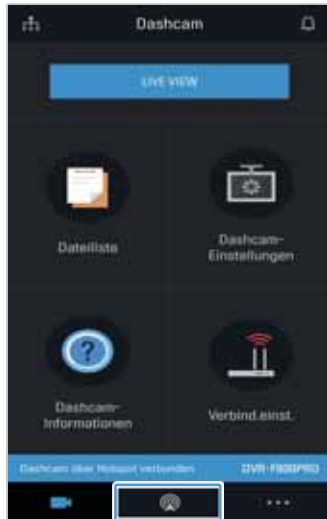 Dashcam
LIVE VIEW
Dateiliste
Dashcam-
Einstellungen
Dashcam-
Informationen
Verbind.einst.
Dashcam über Hotspot verbunden
DVR-F800PRO